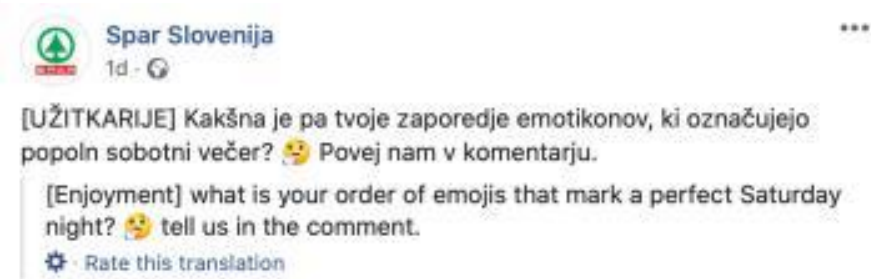 Spar Slovenija
1d ·
[UŽITKARIJE] Kakšna je pa tvoje zaporedje emotikonov, ki označujejo
popoln sobotni večer? 🤔 Povej nam v komentarju.
[Enjoyment] what is your order of emojis that mark a perfect Saturday
night? 🤔 tell us in the comment.
· Rate this translation